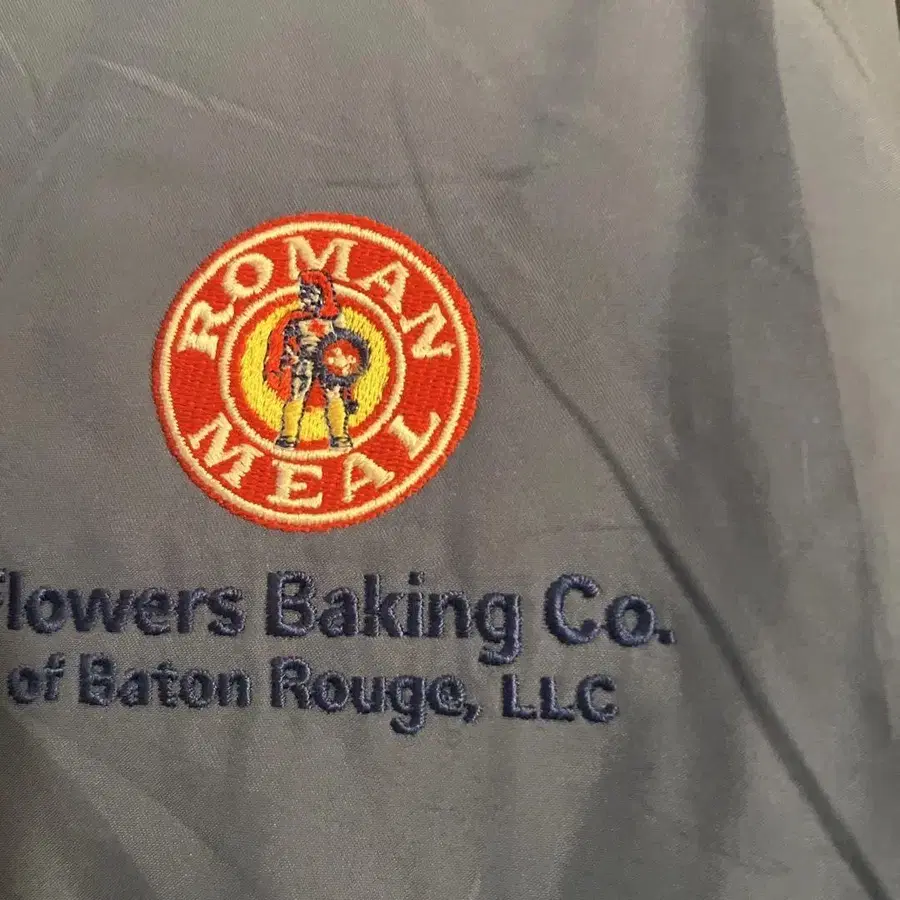 ROMAN
MEAL
Flowers Baking Co.
of Baton Rouge, LLC